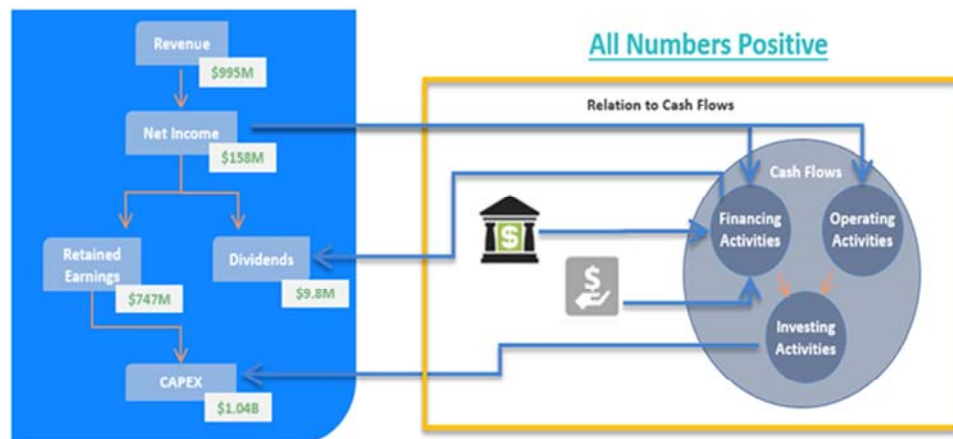 All Numbers Positive
Revenue
$995M
Net Income
$158M
Retained
Earnings
$747M
Dividends
$9.8M
CAPEX
$1.04B
Relation to Cash Flows
Cash Flows
Financing
Activities
Operating
Activities
Investing
Activities
$
$